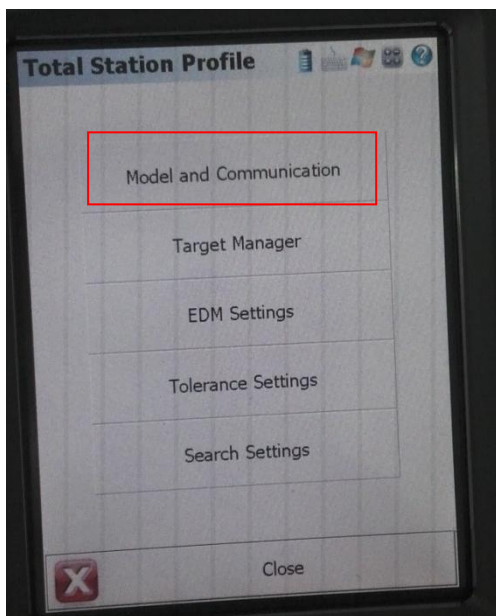 Total Station Profile
Model and Communication
Target Manager
EDM Settings
Tolerance Settings
Search Settings
Close